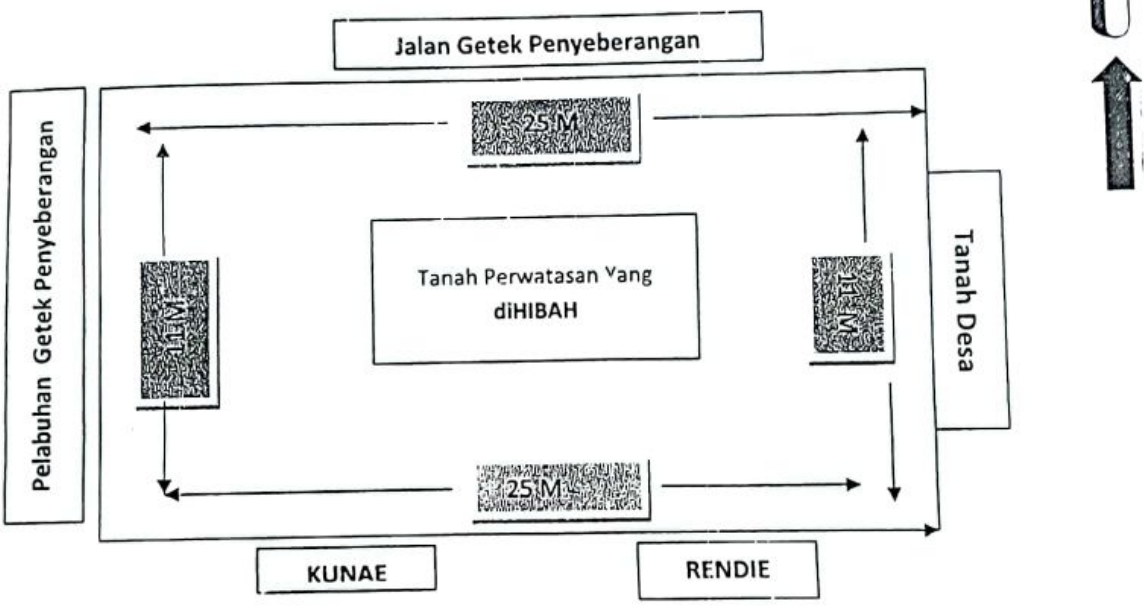 Jalan Getek Penyeberangan
25 M
Pelabuhan Getek Penyeberangan
11 M
Tanah Perwatasan Yang
diHIBAH
11 M
Tanah Desa
25 M
KUNAE
RENDIE